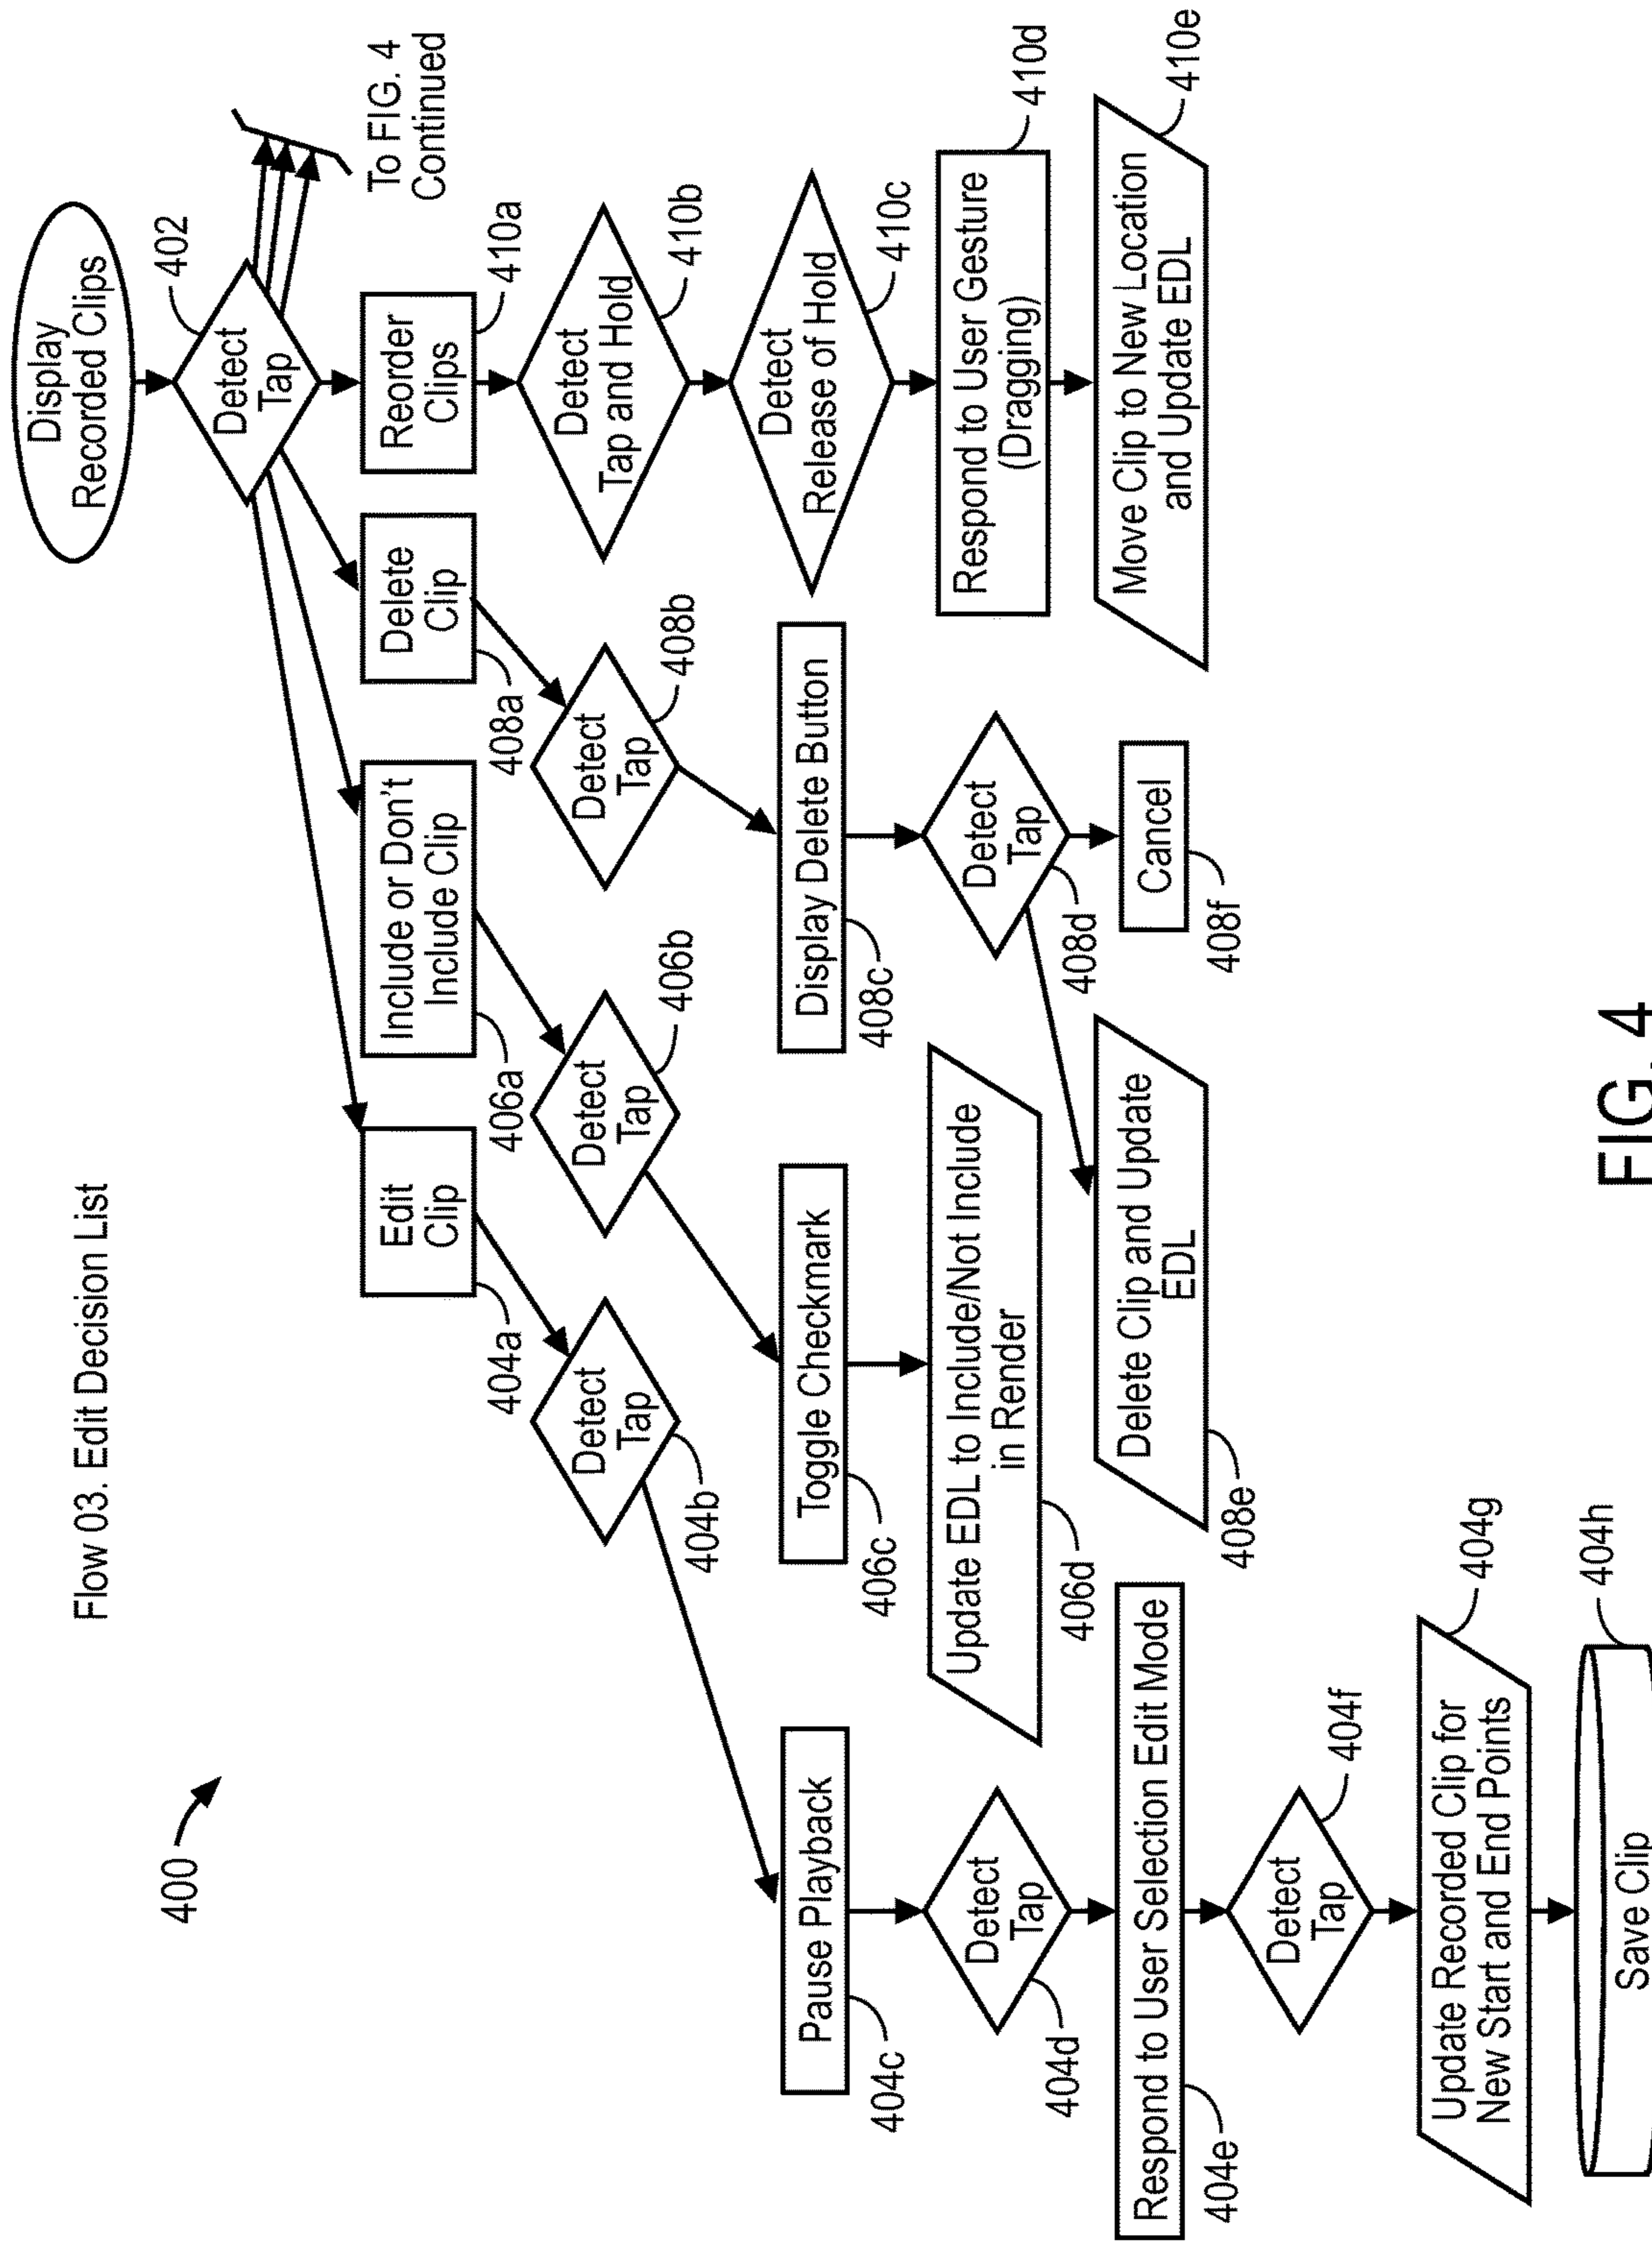 Flow 03. Edit Decision List
400
Display
Recorded Clips
Detect
Tap
402
To FIG. 4
Continued
Edit
Clip
404a
Include or Don't
Include Clip
406a
Delete
Clip
408a
Reorder
Clips
410a
Detect
Tap
404b
Detect
Tap
406b
Detect
Tap
408b
Detect
Tap and Hold
410b
Pause Playback
404c
Toggle Checkmark
406c
Display Delete Button
408c
Detect
Release of Hold
410c
Detect
Tap
404d
Update EDL to Include/Not Include
in Render
406d
Detect
Tap
408d
Respond to User Gesture
(Dragging)
410d
Respond to User Selection Edit Mode
404e
Delete Clip and Update
EDL
408e
Cancel
408f
Move Clip to New Location
and Update EDL
410e
Detect
Tap
404f
Update Recorded Clip for
New Start and End Points
404g
Save Clip
404h
FIG. 4